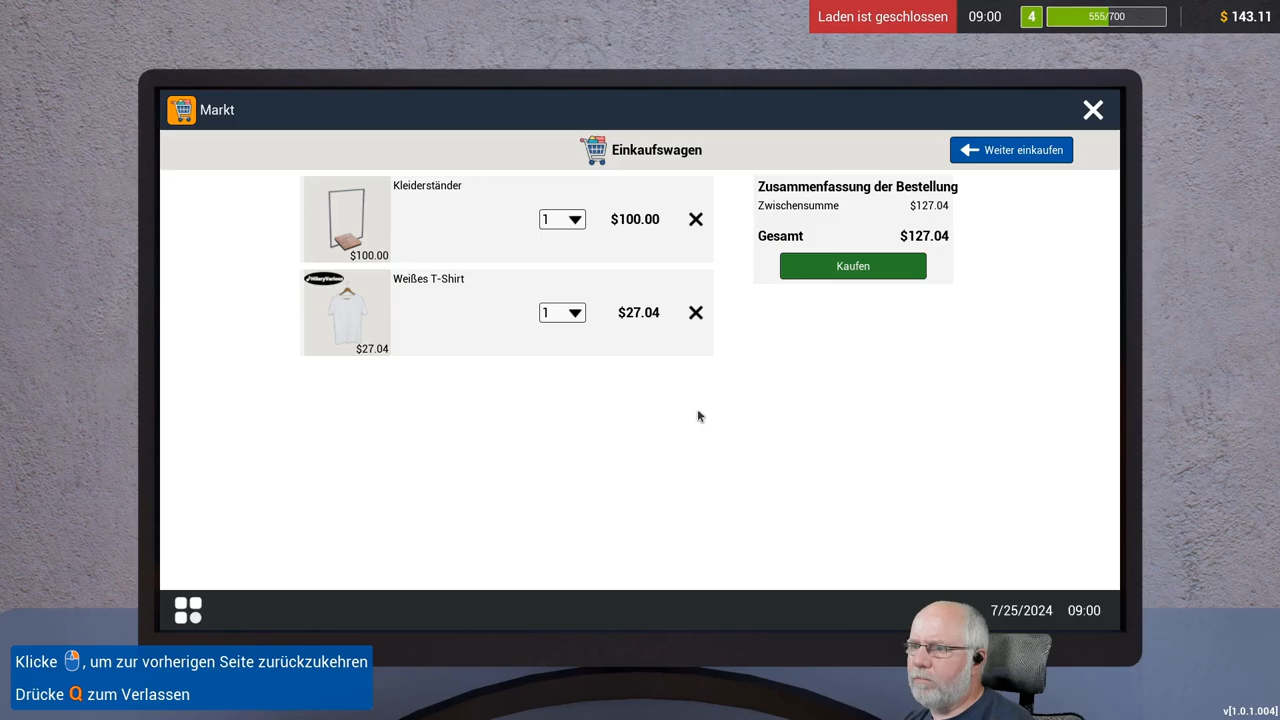 Laden ist geschlossen 09:00 4 555/700 $ 143.11
Markt
Einkaufswagen
Weiter einkaufen
Kleiderständer
1 $100.00
$100.00
Weißes T-Shirt
1 $27.04
$27.04
Zusammenfassung der Bestellung
Zwischensumme $127.04
Gesamt $127.04
Kaufen
7/25/2024 09:00
Klicke , um zur vorherigen Seite zurückzukehren
Drücke Q zum Verlassen
v[1.0.1.004]